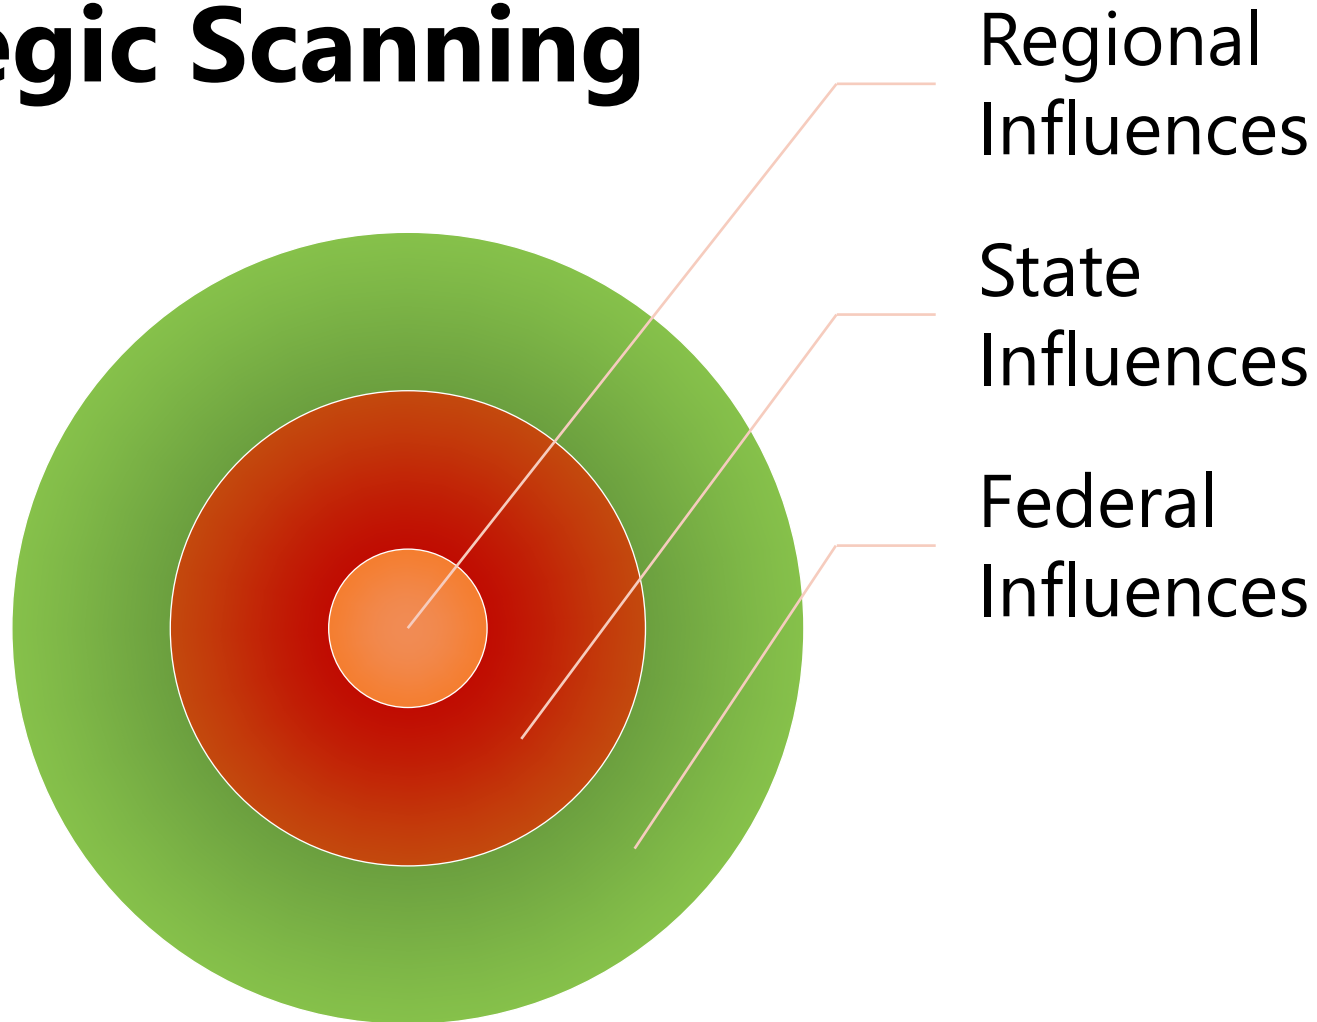 egic Scanning
Regional
Influences
State
Influences
Federal
Influences